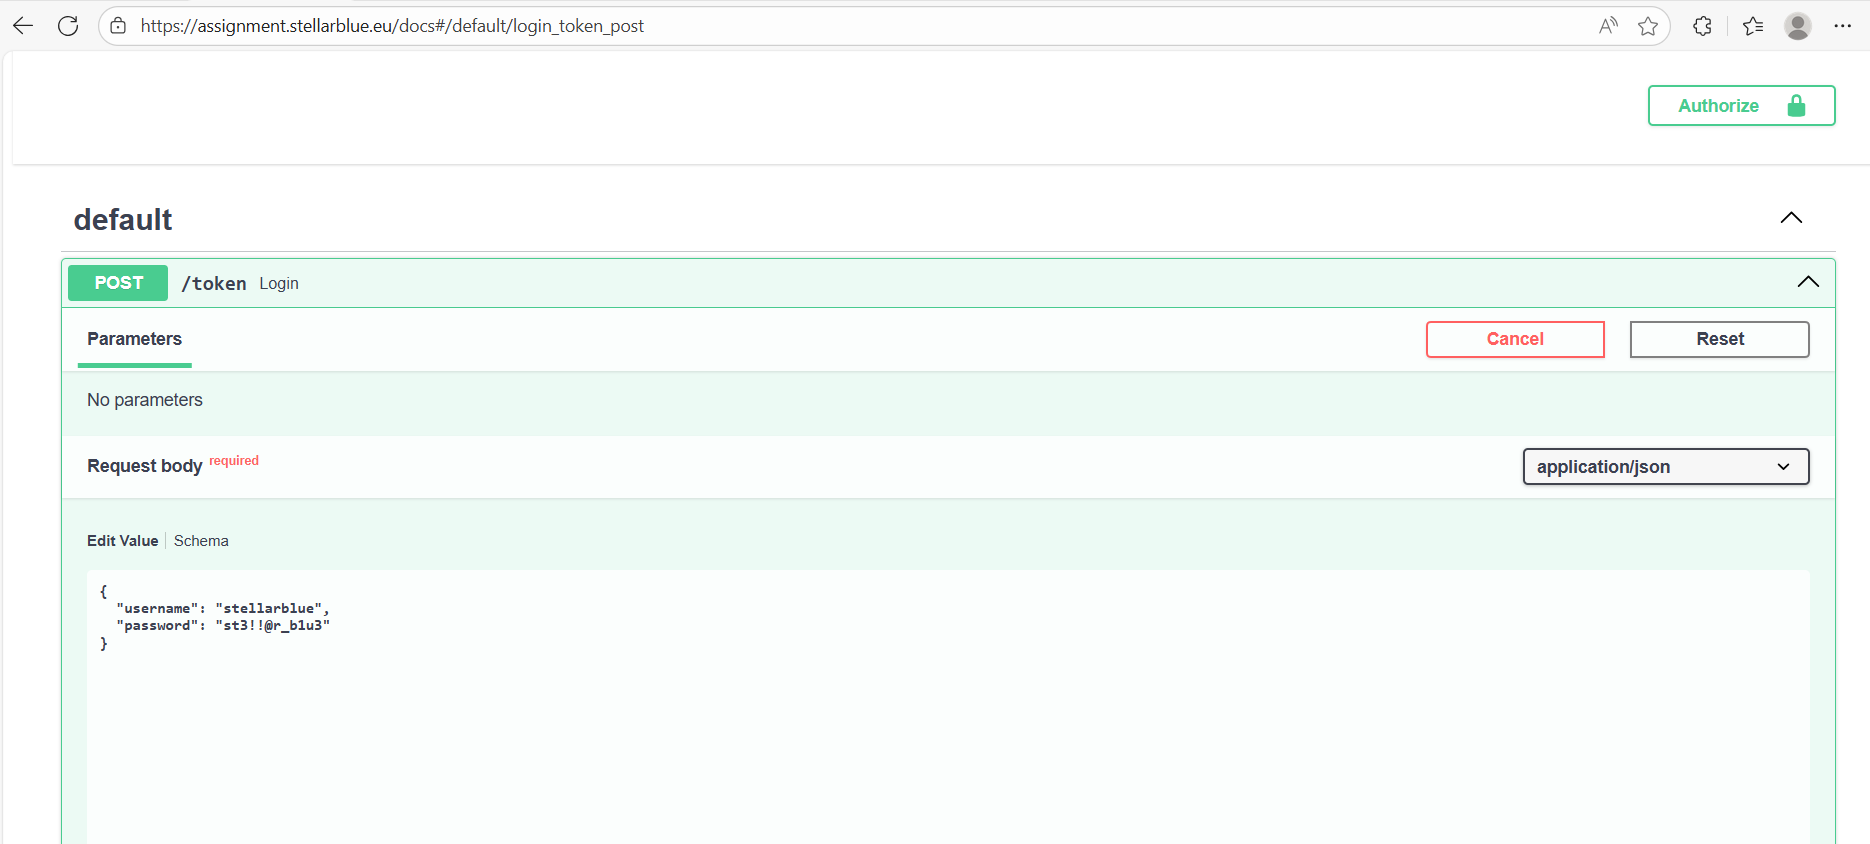 https://assignment.stellarblue.eu/docs#/default/login_token_post
Authorize
default
POST /token Login
Parameters
Cancel
Reset
No parameters
Request body required
application/json
Edit Value
Schema
{
"username": "stellarblue",
"password": "st3!!@r_b1u3"
}